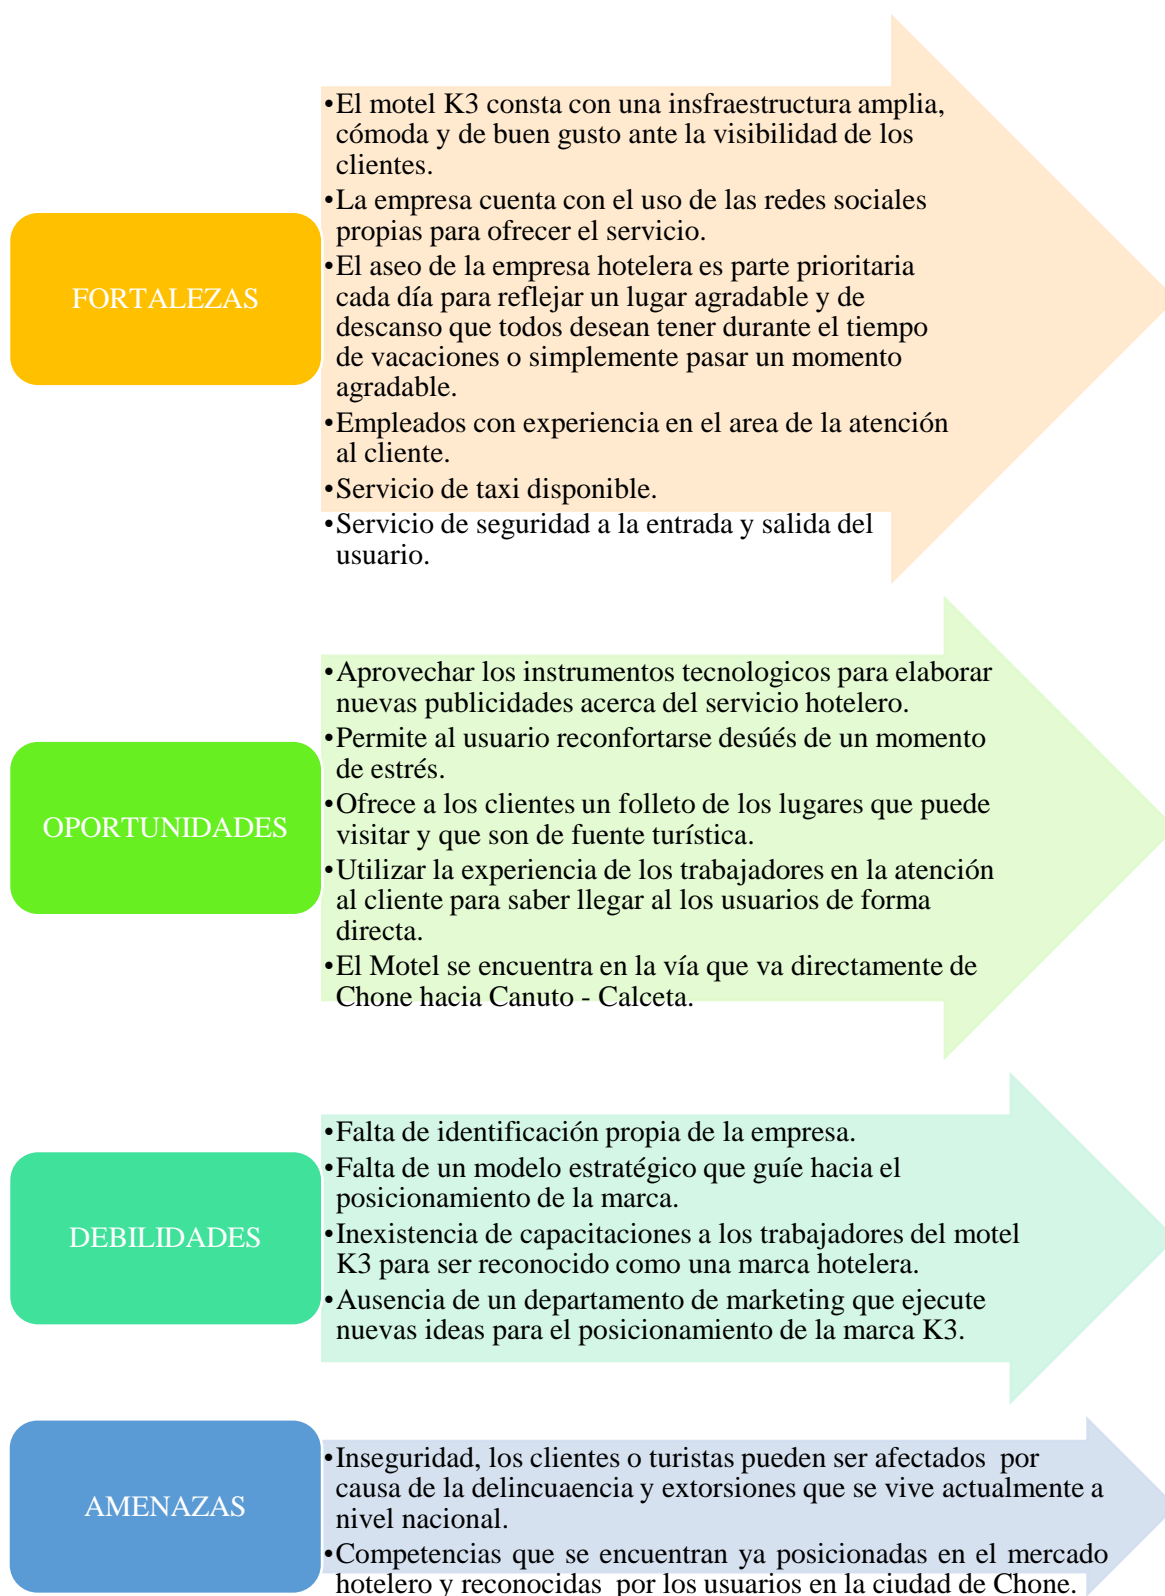 FORTALEZAS
•El motel K3 consta con una insfraestructura amplia,
cómoda y de buen gusto ante la visibilidad de los
clientes.
•La empresa cuenta con el uso de las redes sociales
propias para ofrecer el servicio.
•El aseo de la empresa hotelera es parte prioritaria
cada día para reflejar un lugar agradable y de
descanso que todos desean tener durante el tiempo
de vacaciones o simplemente pasar un momento
agradable.
•Empleados con experiencia en el area de la atención
al cliente.
•Servicio de taxi disponible.
•Servicio de seguridad a la entrada y salida del
usuario.
OPORTUNIDADES
•Aprovechar los instrumentos tecnologicos para elaborar
nuevas publicidades acerca del servicio hotelero.
•Permite al usuario reconfortarse desúés de un momento
de estrés.
•Ofrece a los clientes un folleto de los lugares que puede
visitar y que son de fuente turística.
•Utilizar la experiencia de los trabajadores en la atención
al cliente para saber llegar al los usuarios de forma
directa.
•El Motel se encuentra en la vía que va directamente de
Chone hacia Canuto - Calceta.
DEBILIDADES
•Falta de identificación propia de la empresa.
•Falta de un modelo estratégico que guíe hacia el
posicionamiento de la marca.
•Inexistencia de capacitaciones a los trabajadores del motel
K3 para ser reconocido como una marca hotelera.
•Ausencia de un departamento de marketing que ejecute
nuevas ideas para el posicionamiento de la marca K3.
AMENAZAS
•Inseguridad, los clientes o turistas pueden ser afectados por
causa de la delincuaencia y extorsiones que se vive actualmente a
nivel nacional.
•Competencias que se encuentran ya posicionadas en el mercado
hotelero y reconocidas por los usuarios en la ciudad de Chone.